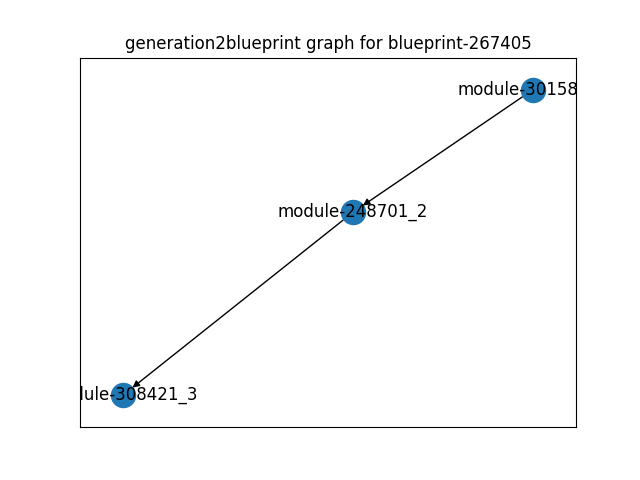 generation2blueprint graph for blueprint-267405
module-30158
module-248701_2
lule-308421_3